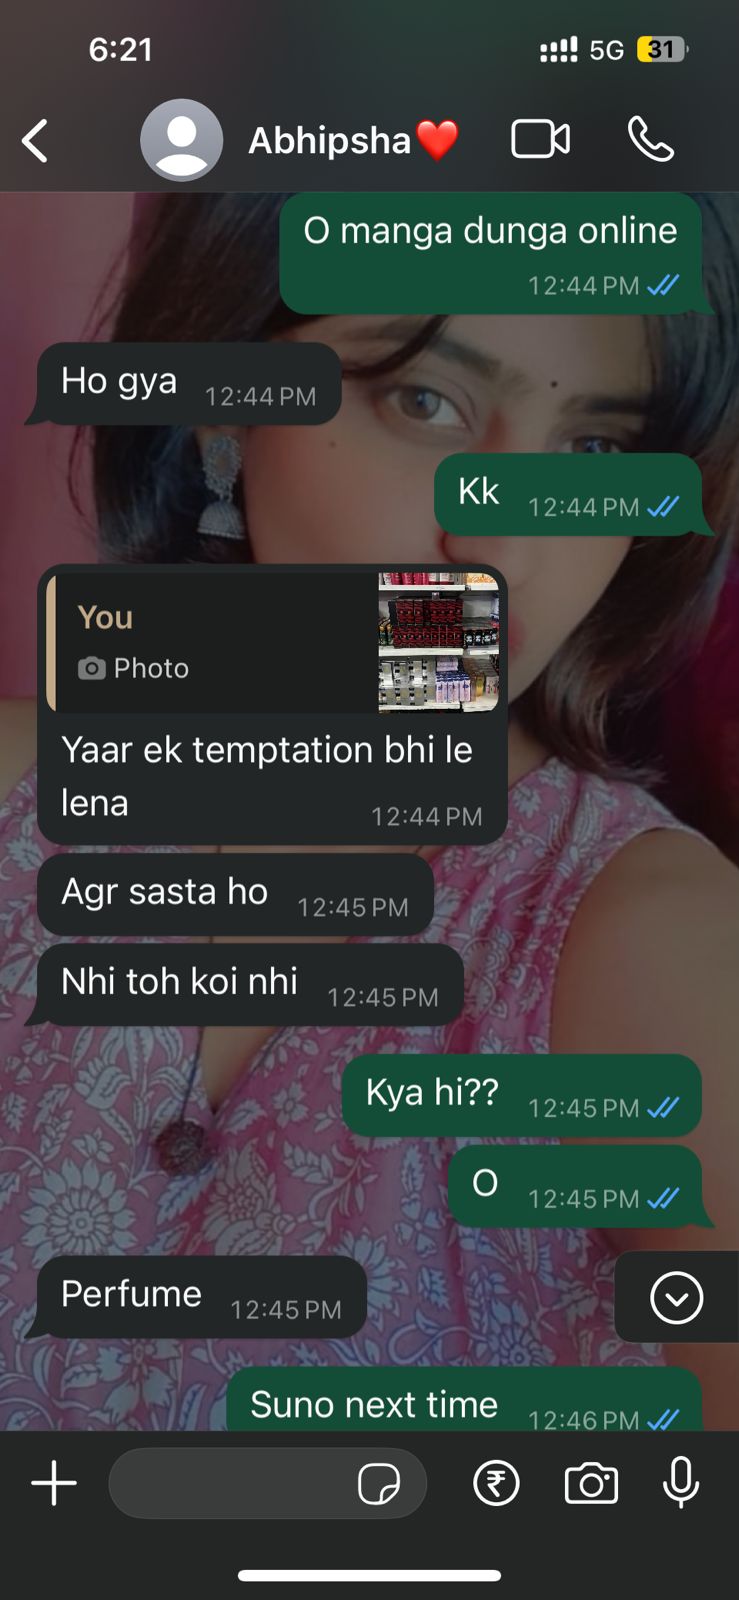 6:21
5G 31
Abhipsha❤️
O manga dunga online
12:44 PM
Ho gya 12:44 PM
Kk 12:44 PM
You
Photo
Yaar ek temptation bhi le
lena
12:44 PM
Agr sasta ho 12:45 PM
Nhi toh koi nhi 12:45 PM
Kya hi?? 12:45 PM
O 12:45 PM
Perfume 12:45 PM
Suno next time 12:46 PM
₹